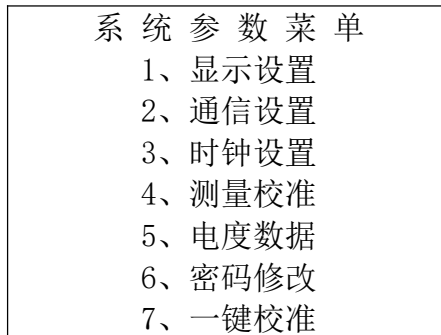 系统参数菜单
1、显示设置
2、通信设置
3、时钟设置
4、测量校准
5、电度数据
6、密码修改
7、一键校准